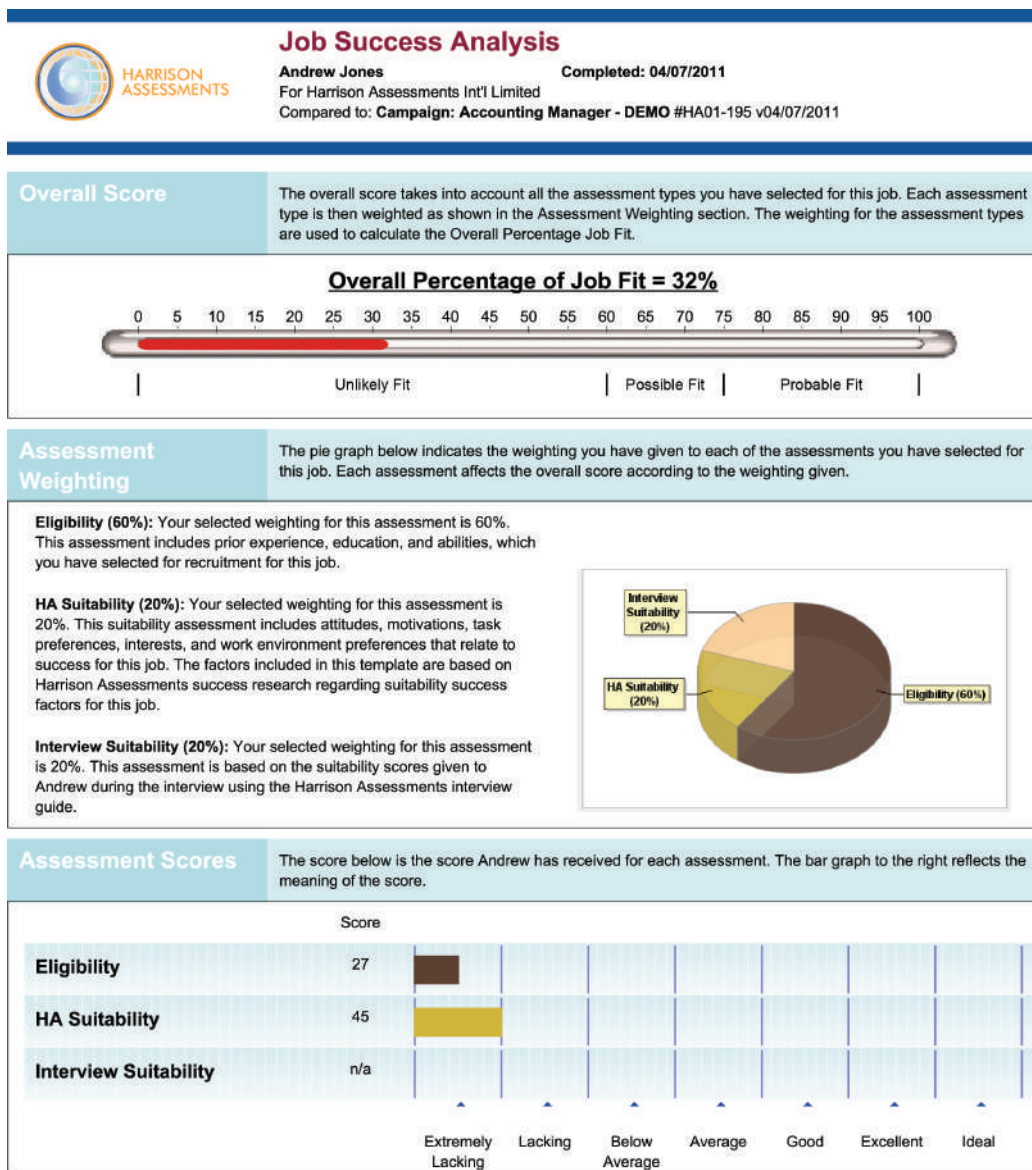 HARRISON
ASSESSMENTS
Job Success Analysis
Andrew Jones Completed: 04/07/2011
For Harrison Assessments Int'l Limited
Compared to: Campaign: Accounting Manager - DEMO #HA01-195 v04/07/2011
Overall Score
The overall score takes into account all the assessment types you have selected for this job. Each assessment
type is then weighted as shown in the Assessment Weighting section. The weighting for the assessment types
are used to calculate the Overall Percentage Job Fit.
Overall Percentage of Job Fit = 32%
0 5 10 15 20 25 30 35 40 45 50 55 60 65 70 75 80 85 90 95 100
Unlikely Fit Possible Fit Probable Fit
Assessment
Weighting
The pie graph below indicates the weighting you have given to each of the assessments you have selected for
this job. Each assessment affects the overall score according to the weighting given.
Eligibility (60%): Your selected weighting for this assessment is 60%.
This assessment includes prior experience, education, and abilities, which
you have selected for recruitment for this job.
HA Suitability (20%): Your selected weighting for this assessment is
20%. This suitability assessment includes attitudes, motivations, task
preferences, interests, and work environment preferences that relate to
success for this job. The factors included in this template are based on
Harrison Assessments success research regarding suitability success
factors for this job.
Interview Suitability (20%): Your selected weighting for this assessment
is 20%. This assessment is based on the suitability scores given to
Andrew during the interview using the Harrison Assessments interview
guide.
Interview
Suitability
(20%)
HA Suitability
(20%)
Eligibility (60%)
Assessment Scores
The score below is the score Andrew has received for each assessment. The bar graph to the right reflects the
meaning of the score.
Score
Eligibility 27
HA Suitability 45
Interview Suitability n/a
Extremely Lacking Below Average Good Excellent Ideal
Lacking Average